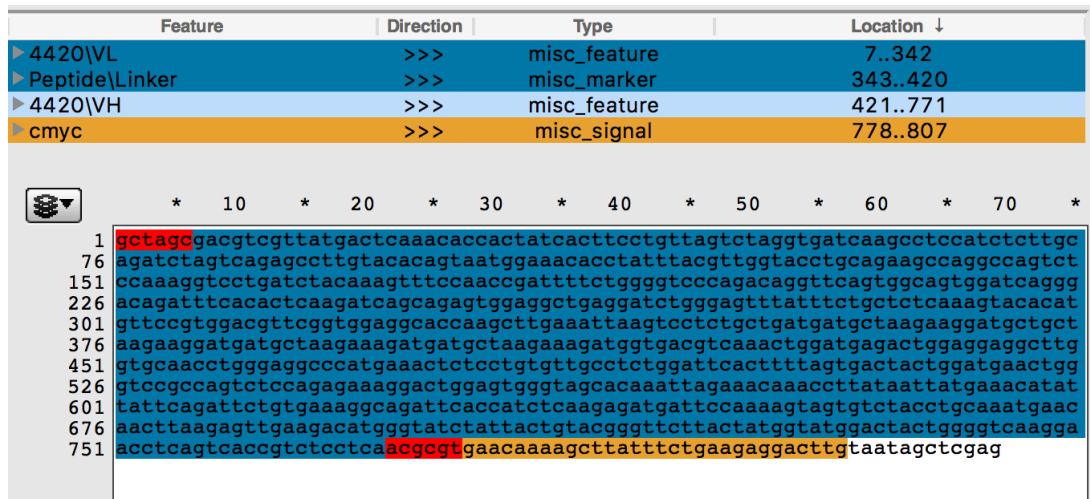 Feature Direction Type Location ↓
4420\VL >>> misc_feature 7..342
Peptide\Linker >>> misc_marker 343..420
4420\VH >>> misc_feature 421..771
cmyc >>> misc_signal 778..807
* 10 * 20 * 30 * 40 * 50 * 60 * 70 *
1 gctagcgacgtcgttatgactcaaacaccactatcacttcctgttagtctaggtgatcaagcctccatctcttgc
76 agatctagtcagagccttgtacacagtaatggaaacacctatttacgttggtacctgcagaagccaggccagtct
151 ccaaaggtcctgatctacaaagtttccaaccgattttctggggtcccagacaggttcagtggcagtggatcaggg
226 acagatttcacactcaagatcagcagagtggaggctgaggatctgggagtttatttctgctctcaaagtacacat
301 gttccgtggacgttcggtggaggcaccaagcttgaaattaagtcctctgctgatgatgctaagaaggatgctgct
376 aagaaggatgatgctaagaaagatgatgctaagaaagatggtgacgtcaaactggatgagactggaggaggcttg
451 gtgcaacctgggaggcccatgaaactctcctgtgttgcctctggattcacttttagtgactactggatgaactgg
526 gtccgccagtctccagagaaaggactggagtgggtagcacaaattagaaacaaaccttataattatgaaacatat
601 tattcagattctgtgaaaggcagattcaccatctcaagagatgattccaaaagtagtgtctacctgcaaatgaac
676 aacttaagagttgaagacatgggtatctattactgtacgggttcttactatggtatggactactggggtcaagga
751 acctcagtcaccgtctcctcaacgcgtgaacaaaagcttatttctgaagaggacttgtaatagctcgag